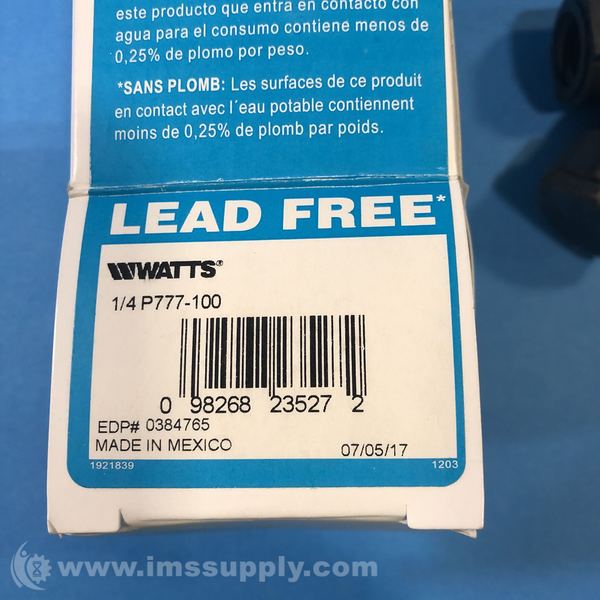 este producto que entra en contacto con
agua para el consumo contiene menos de
0,25% de plomo por peso.
*SANS PLOMB: Les surfaces de ce produit
en contact avec l´eau potable contiennent
moins de 0,25% de plomb par poids.
LEAD FREE*
WATTS®
1/4 P777-100
0 98268 23527 2
EDP# 0384765
MADE IN MEXICO
07/05/17
1921839
1203
www.imssupply.com